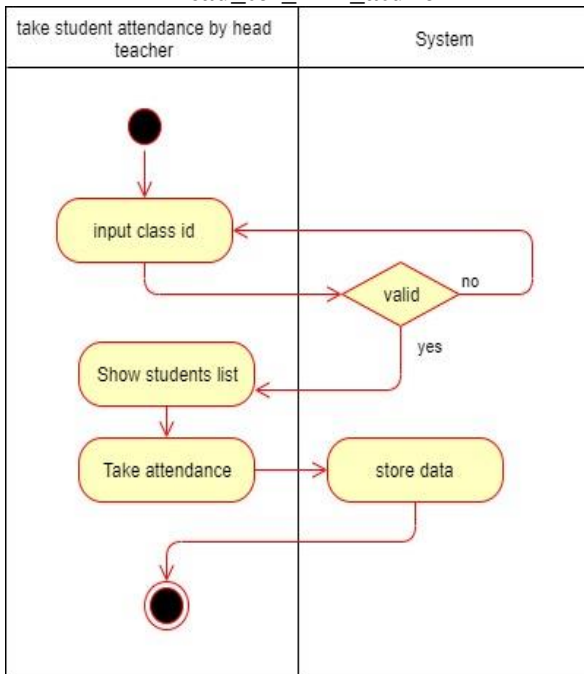 take student attendance by head
teacher
System
input class id
valid
no
yes
Show students list
Take attendance
store data